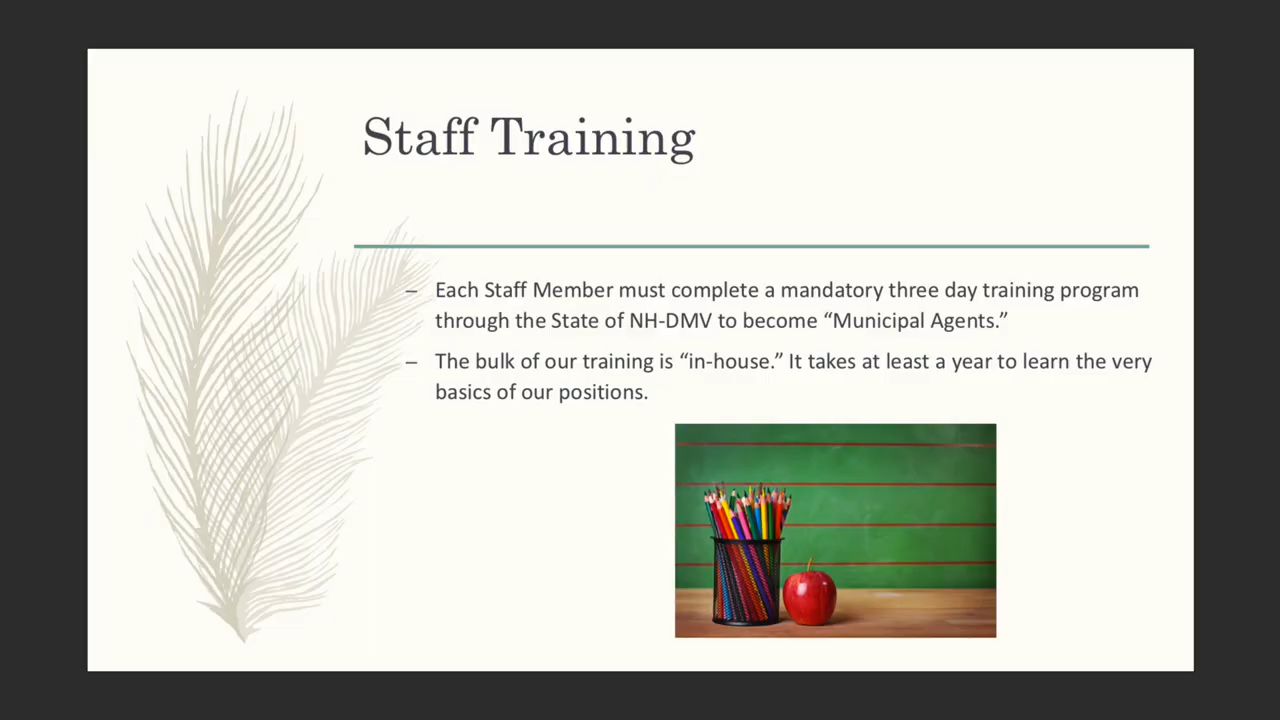 Staff Training
– Each Staff Member must complete a mandatory three day training program
through the State of NH-DMV to become “Municipal Agents.”
– The bulk of our training is “in-house.” It takes at least a year to learn the very
basics of our positions.